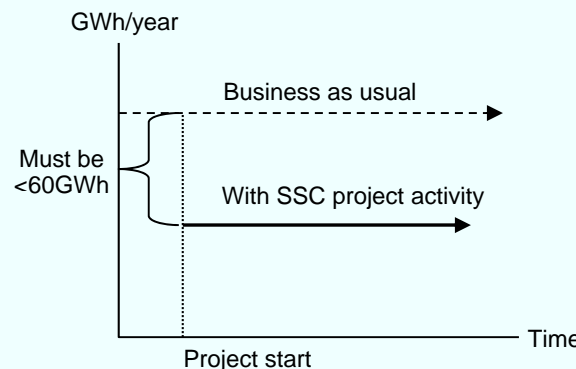 GWh/year
Business as usual
Must be
<60GWh
With SSC project activity
Time
Project start